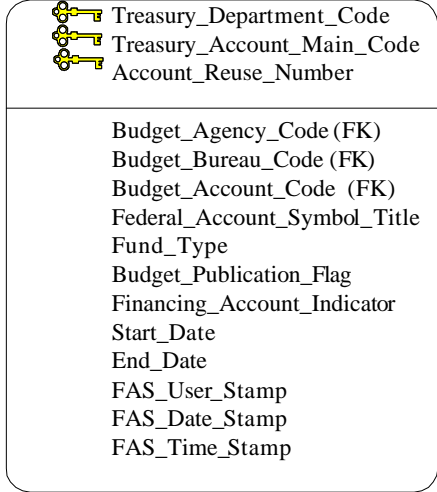 Treasury_Department_Code
Treasury_Account_Main_Code
Account_Reuse_Number
Budget_Agency_Code (FK)
Budget_Bureau_Code (FK)
Budget_Account_Code (FK)
Federal_Account_Symbol_Title
Fund_Type
Budget_Publication_Flag
Financing_Account_Indicator
Start_Date
End_Date
FAS_User_Stamp
FAS_Date_Stamp
FAS_Time_Stamp